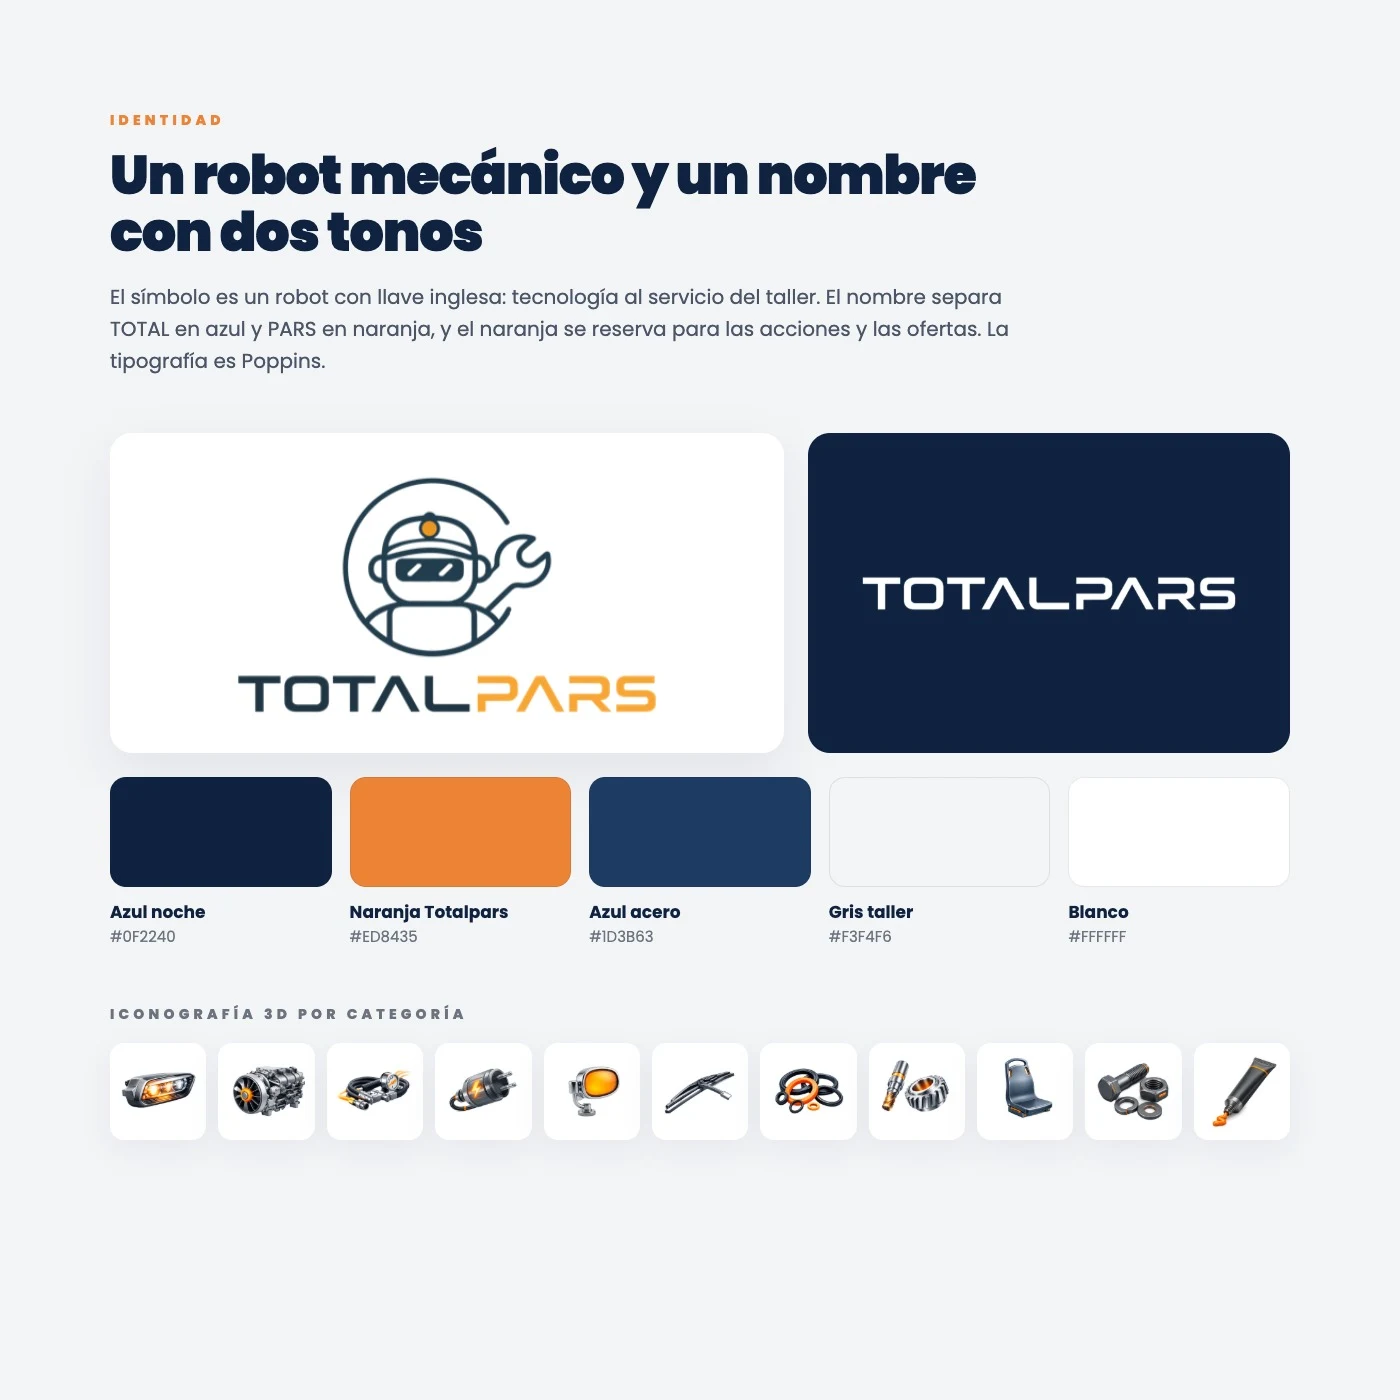 IDENTIDAD
Un robot mecánico y un nombre
con dos tonos
El símbolo es un robot con llave inglesa: tecnología al servicio del taller. El nombre separa
TOTAL en azul y PARS en naranja, y el naranja se reserva para las acciones y las ofertas. La
tipografía es Poppins.
TOTALPARS
TOTALPARS
Azul noche
#0F2240
Naranja Totalpars
#ED8435
Azul acero
#1D3B63
Gris taller
#F3F4F6
Blanco
#FFFFFF
ICONOGRAFÍA 3D POR CATEGORÍA